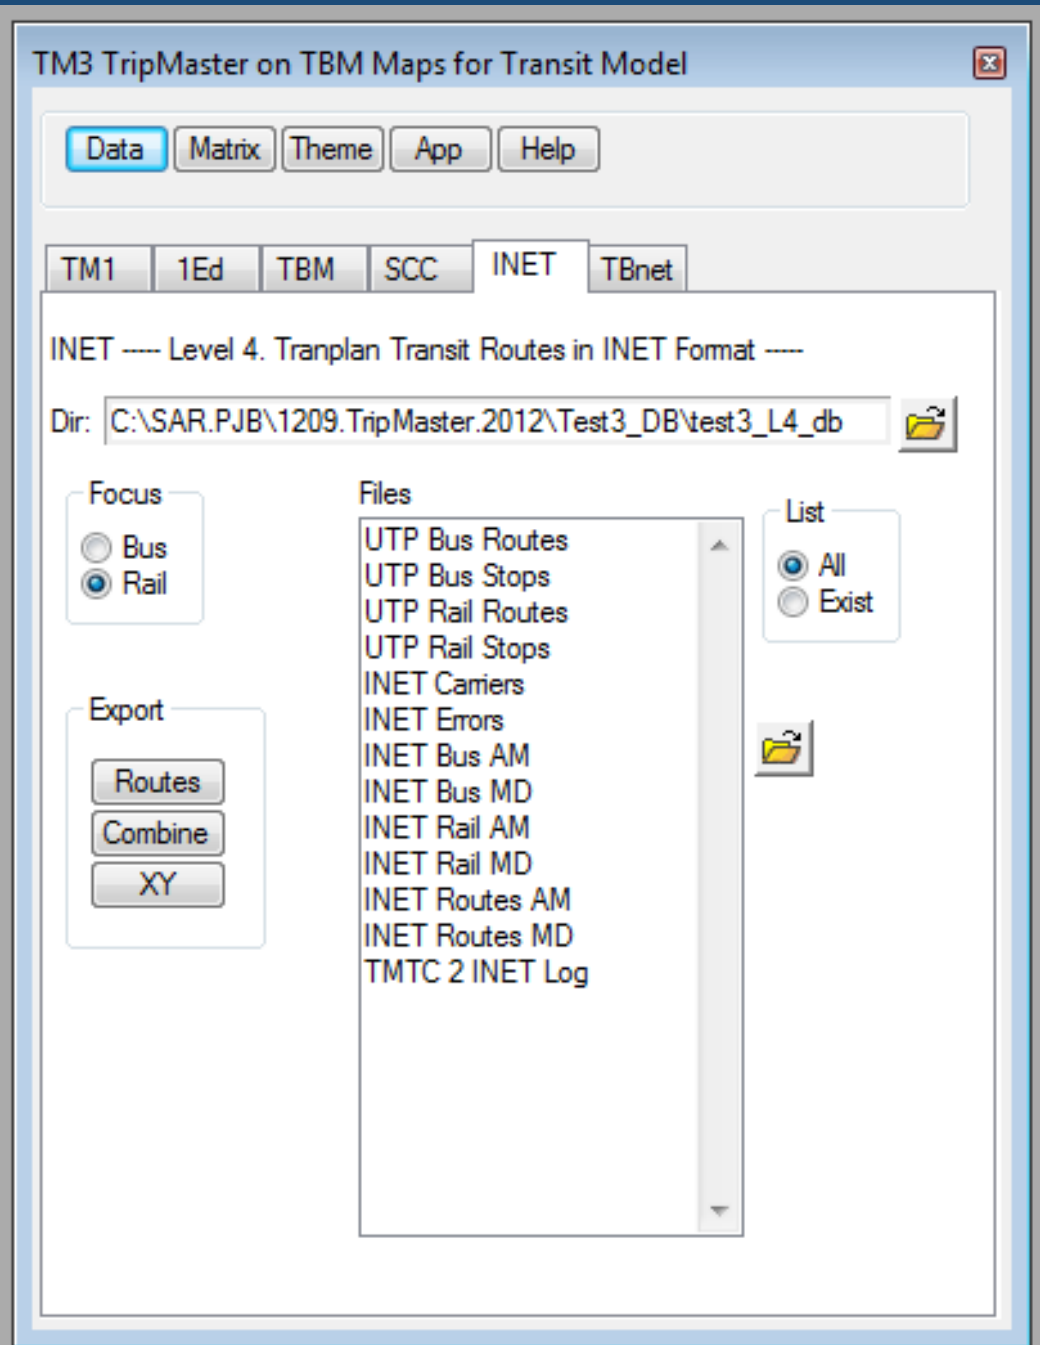 TM3 TripMaster on TBM Maps for Transit Model
Data Matrix Theme App Help
TM1 1Ed TBM SCC INET TBnet
INET ----- Level 4. Tranplan Transit Routes in INET Format -----
Dir: C:\SAR.PJB\1209.TripMaster.2012\Test3_DB\test3_L4_db
Focus
Bus
Rail
Export
Routes
Combine
XY
Files
UTP Bus Routes
UTP Bus Stops
UTP Rail Routes
UTP Rail Stops
INET Carriers
INET Errors
INET Bus AM
INET Bus MD
INET Rail AM
INET Rail MD
INET Routes AM
INET Routes MD
TMTC 2 INET Log
List
All
Exist